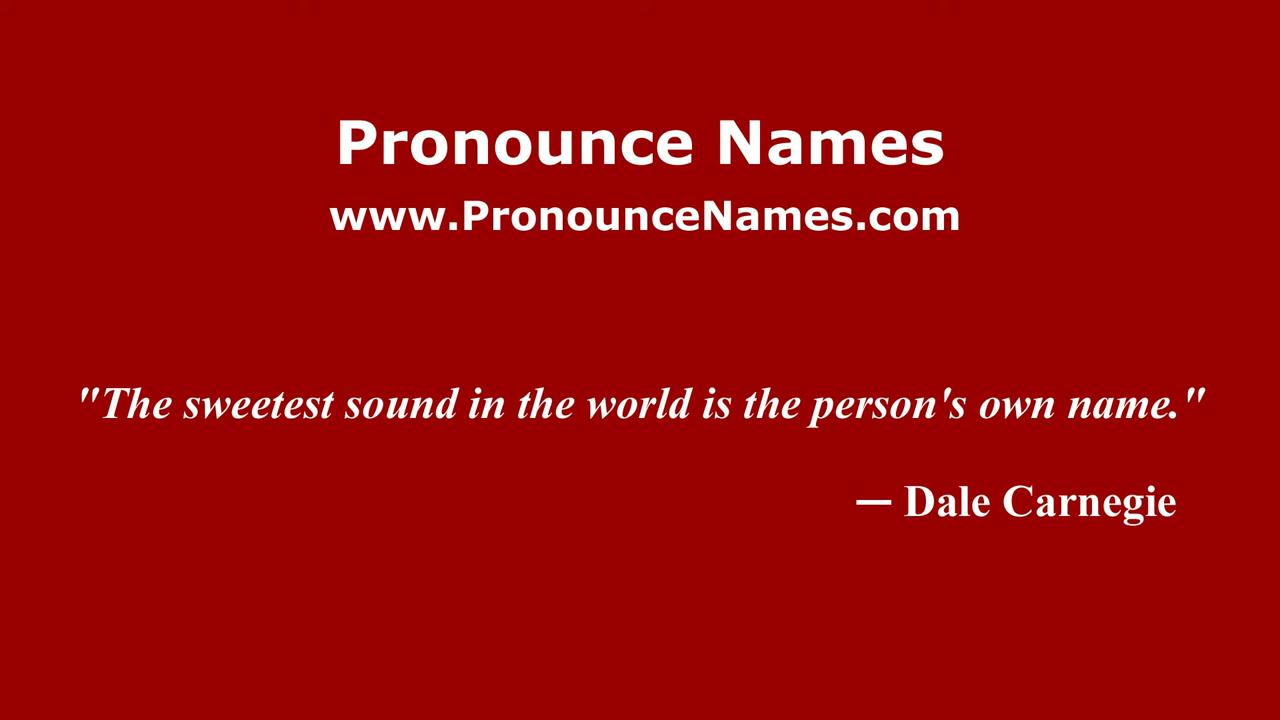 Pronounce Names
www.PronounceNames.com
"The sweetest sound in the world is the person's own name."
— Dale Carnegie